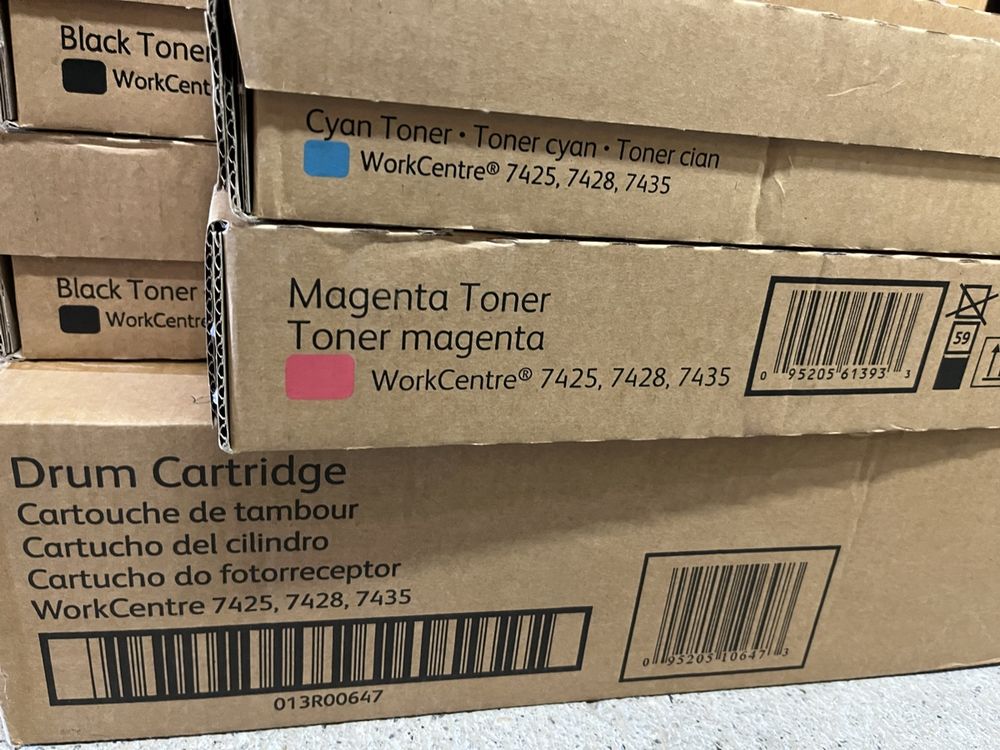 Black Toner
WorkCent
Black Toner
WorkCentre
Cyan Toner • Toner cyan • Toner cian
WorkCentre® 7425, 7428, 7435
Magenta Toner
Toner magenta
WorkCentre® 7425, 7428, 7435
0 95205 61393 3
59
Drum Cartridge
Cartouche de tambour
Cartucho del cilindro
Cartucho do fotorreceptor
WorkCentre 7425, 7428, 7435
013R00647
0 95205 10647 3